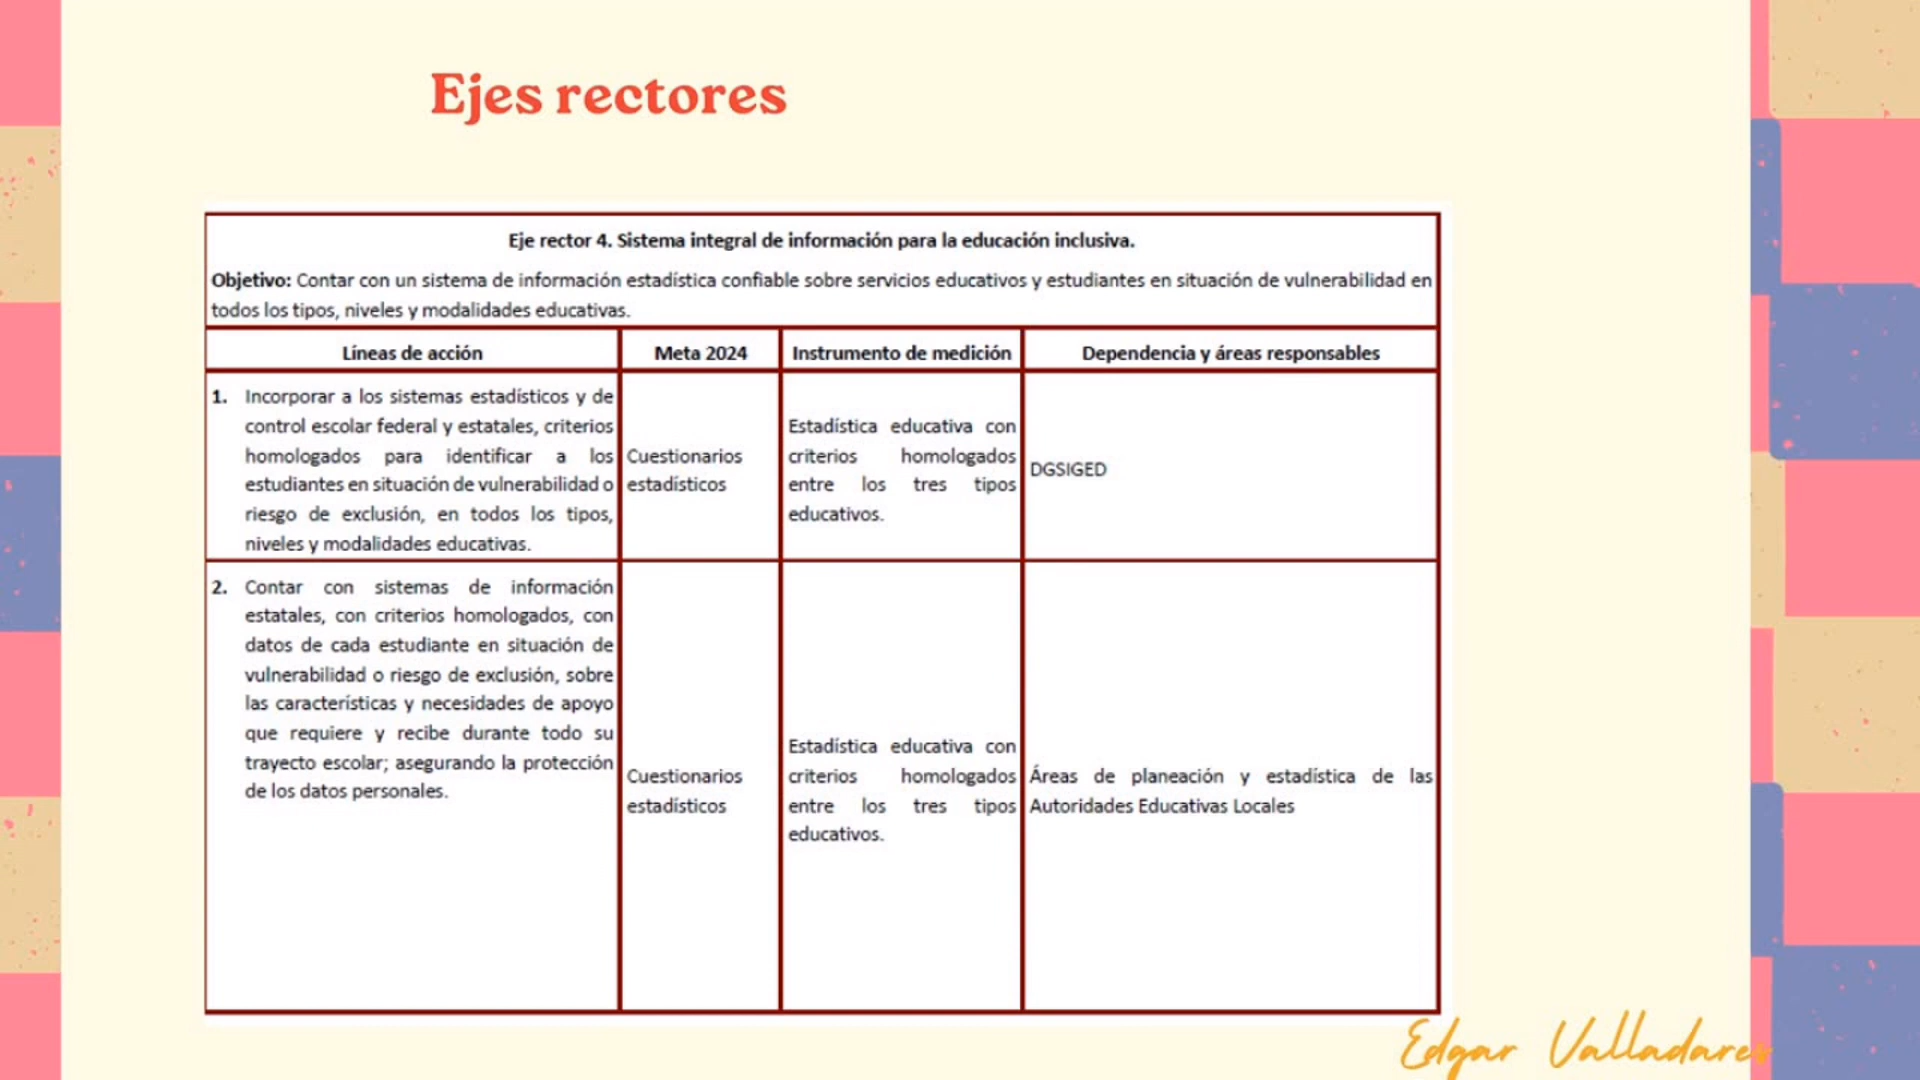 Ejes rectores
Eje rector 4. Sistema integral de información para la educación inclusiva.
Objetivo: Contar con un sistema de información estadística confiable sobre servicios educativos y estudiantes en situación de vulnerabilidad en
todos los tipos, niveles y modalidades educativas.
Líneas de acción
Meta 2024
Instrumento de medición
Dependencia y áreas responsables
1. Incorporar a los sistemas estadísticos y de
control escolar federal y estatales, criterios
homologados para identificar a los
estudiantes en situación de vulnerabilidad o
riesgo de exclusión, en todos los tipos,
niveles y modalidades educativas.
Cuestionarios
estadísticos
Estadística educativa con
criterios homologados
entre los tres tipos
educativos.
DGSIGED
2. Contar con sistemas de información
estatales, con criterios homologados, con
datos de cada estudiante en situación de
vulnerabilidad o riesgo de exclusión, sobre
las características y necesidades de apoyo
que requiere y recibe durante todo su
trayecto escolar; asegurando la protección
de los datos personales.
Cuestionarios
estadísticos
Estadística educativa con
criterios homologados
entre los tres tipos
educativos.
Áreas de planeación y estadística de las
Autoridades Educativas Locales
Edgar Valladares